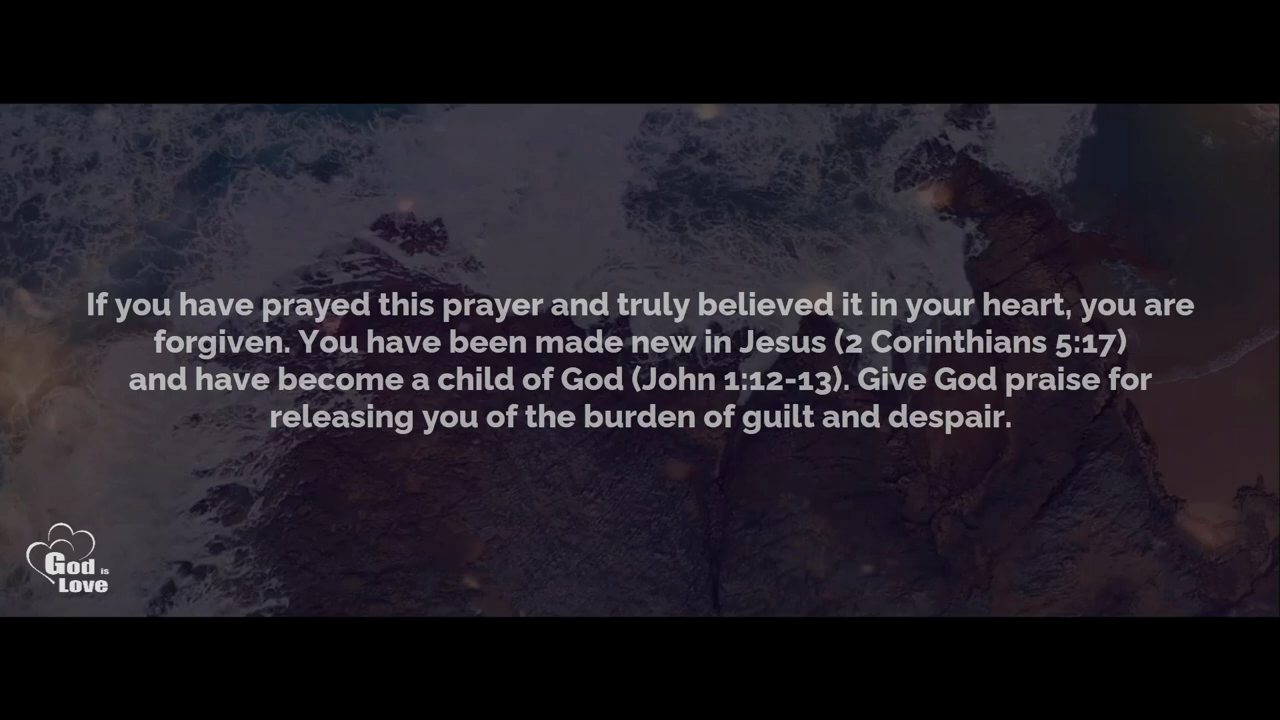 If you have prayed this prayer and truly believed it in your heart, you are
forgiven. You have been made new in Jesus (2 Corinthians 5:17)
and have become a child of God (John 1:12-13). Give God praise for
releasing you of the burden of guilt and despair.
God is
Love